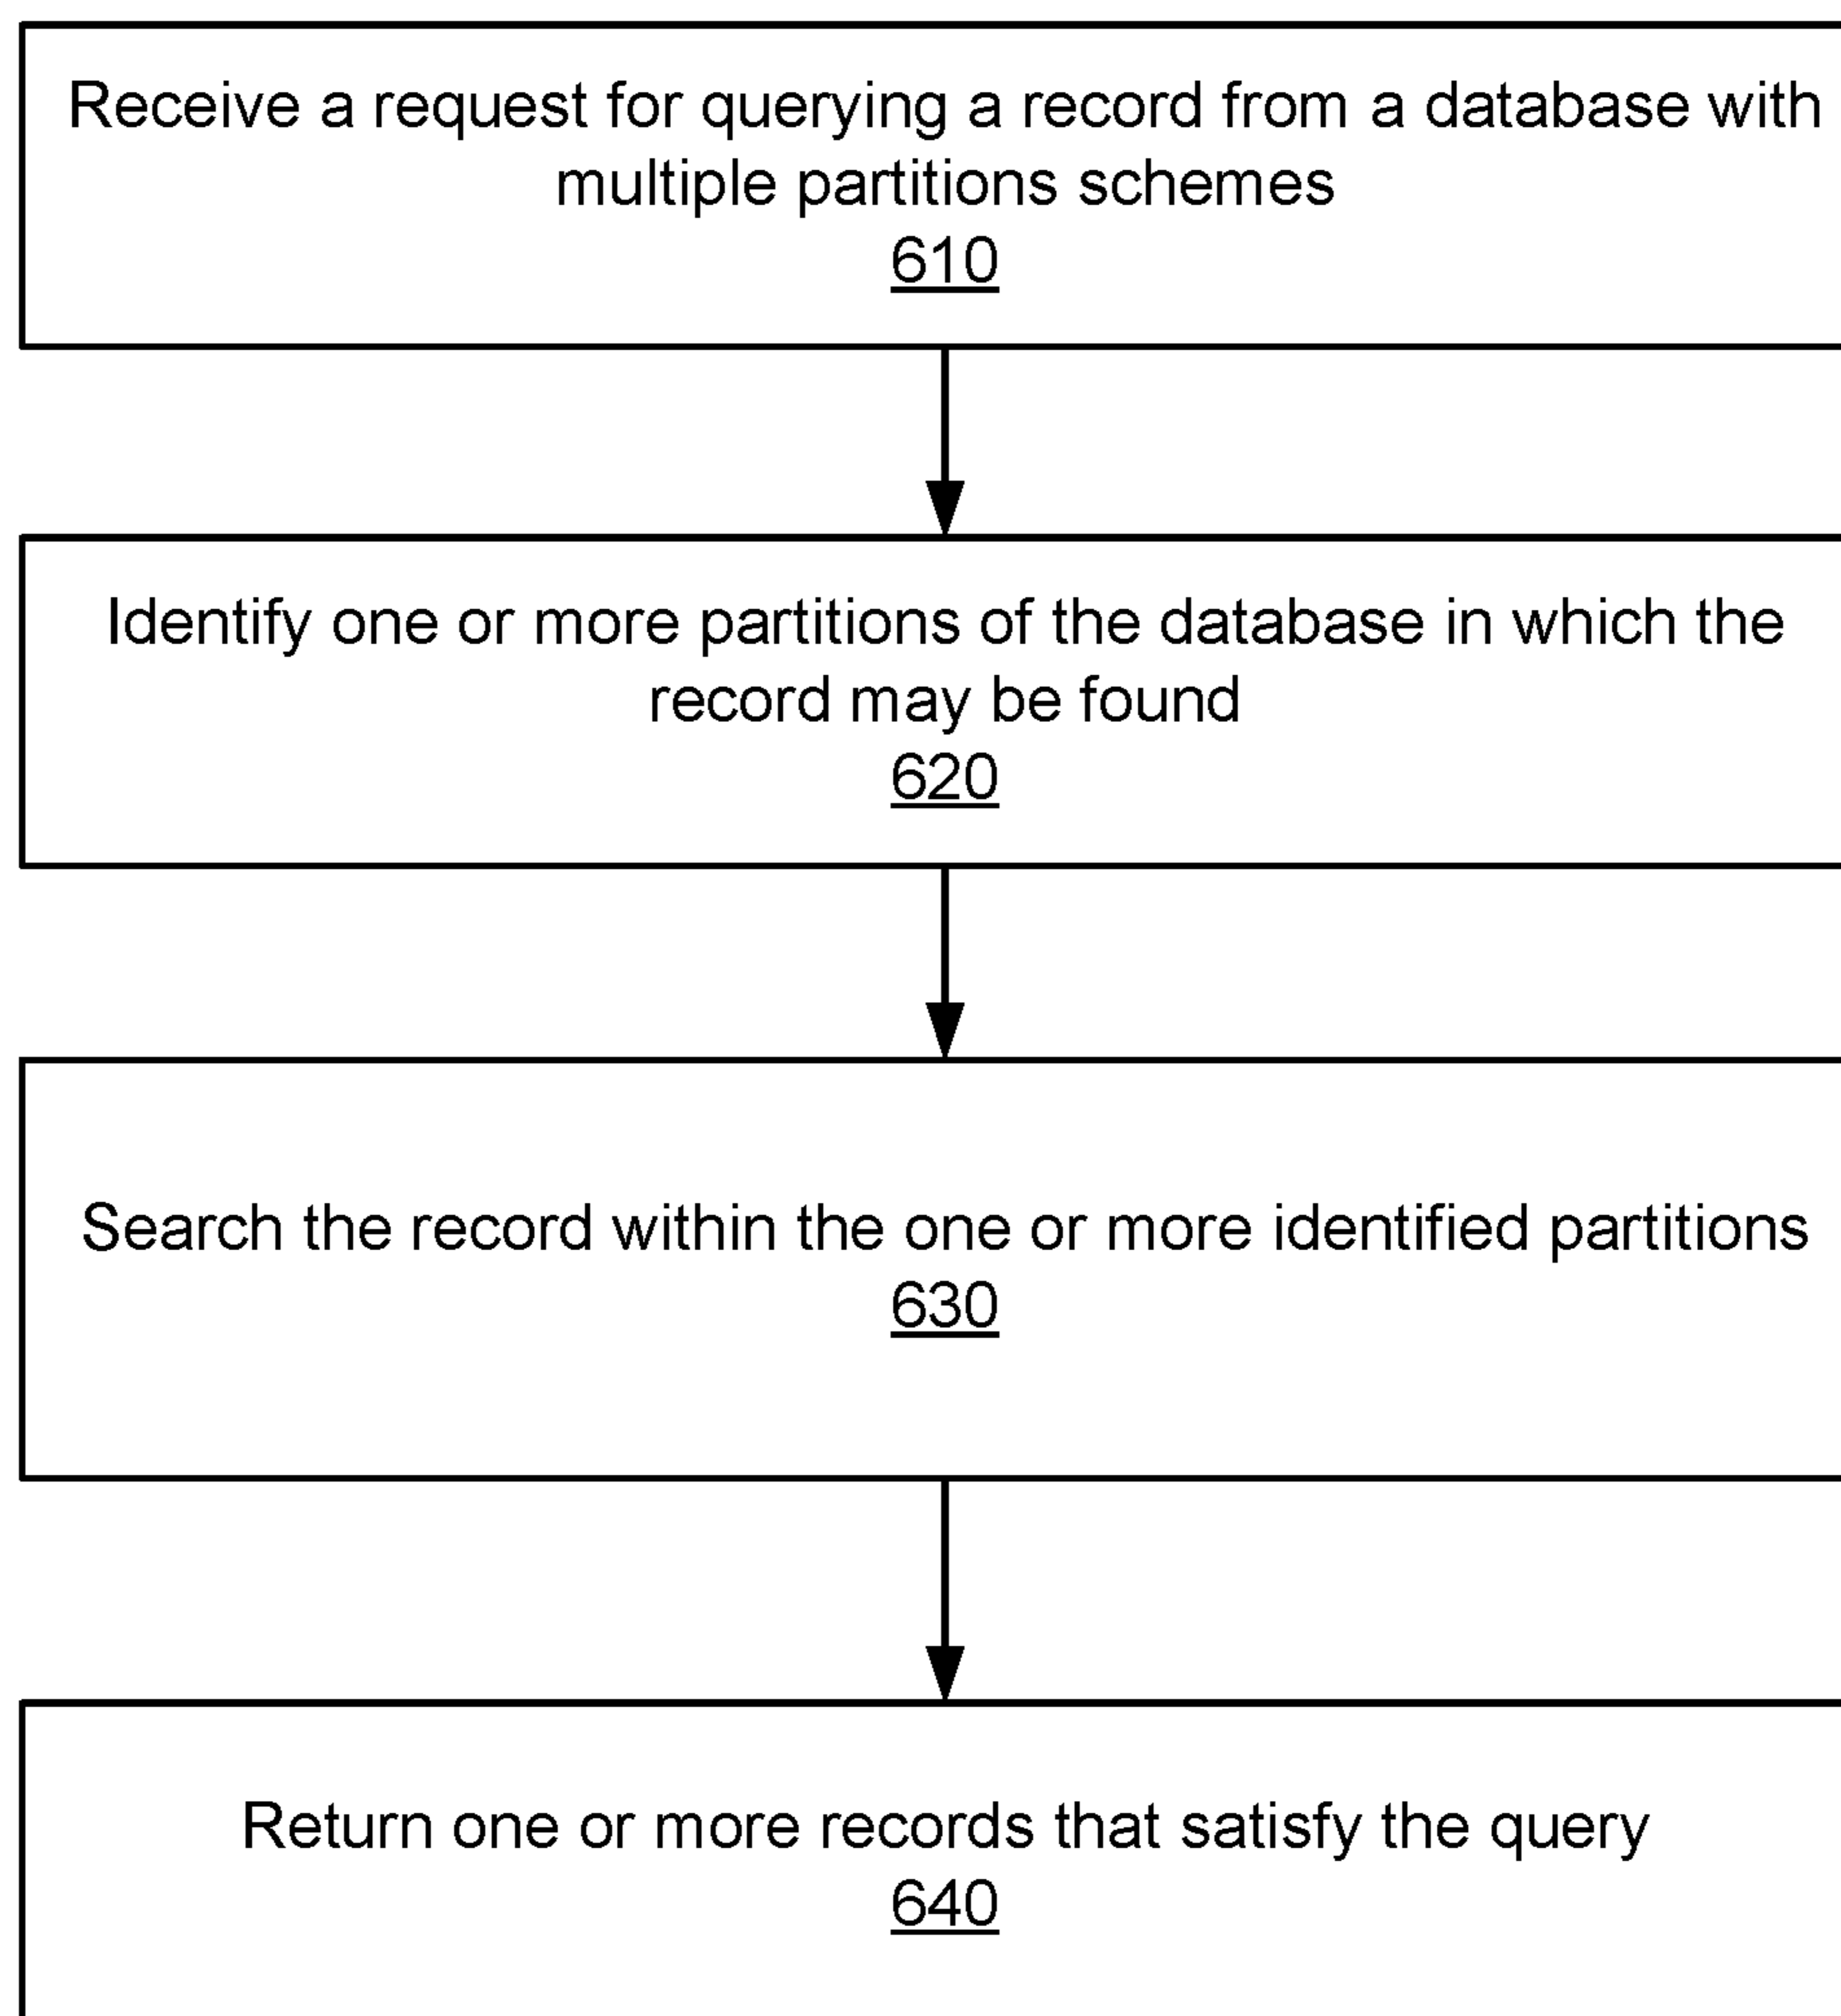 Receive a request for querying a record from a database with
multiple partitions schemes
610
Identify one or more partitions of the database in which the
record may be found
620
Search the record within the one or more identified partitions
630
Return one or more records that satisfy the query
640